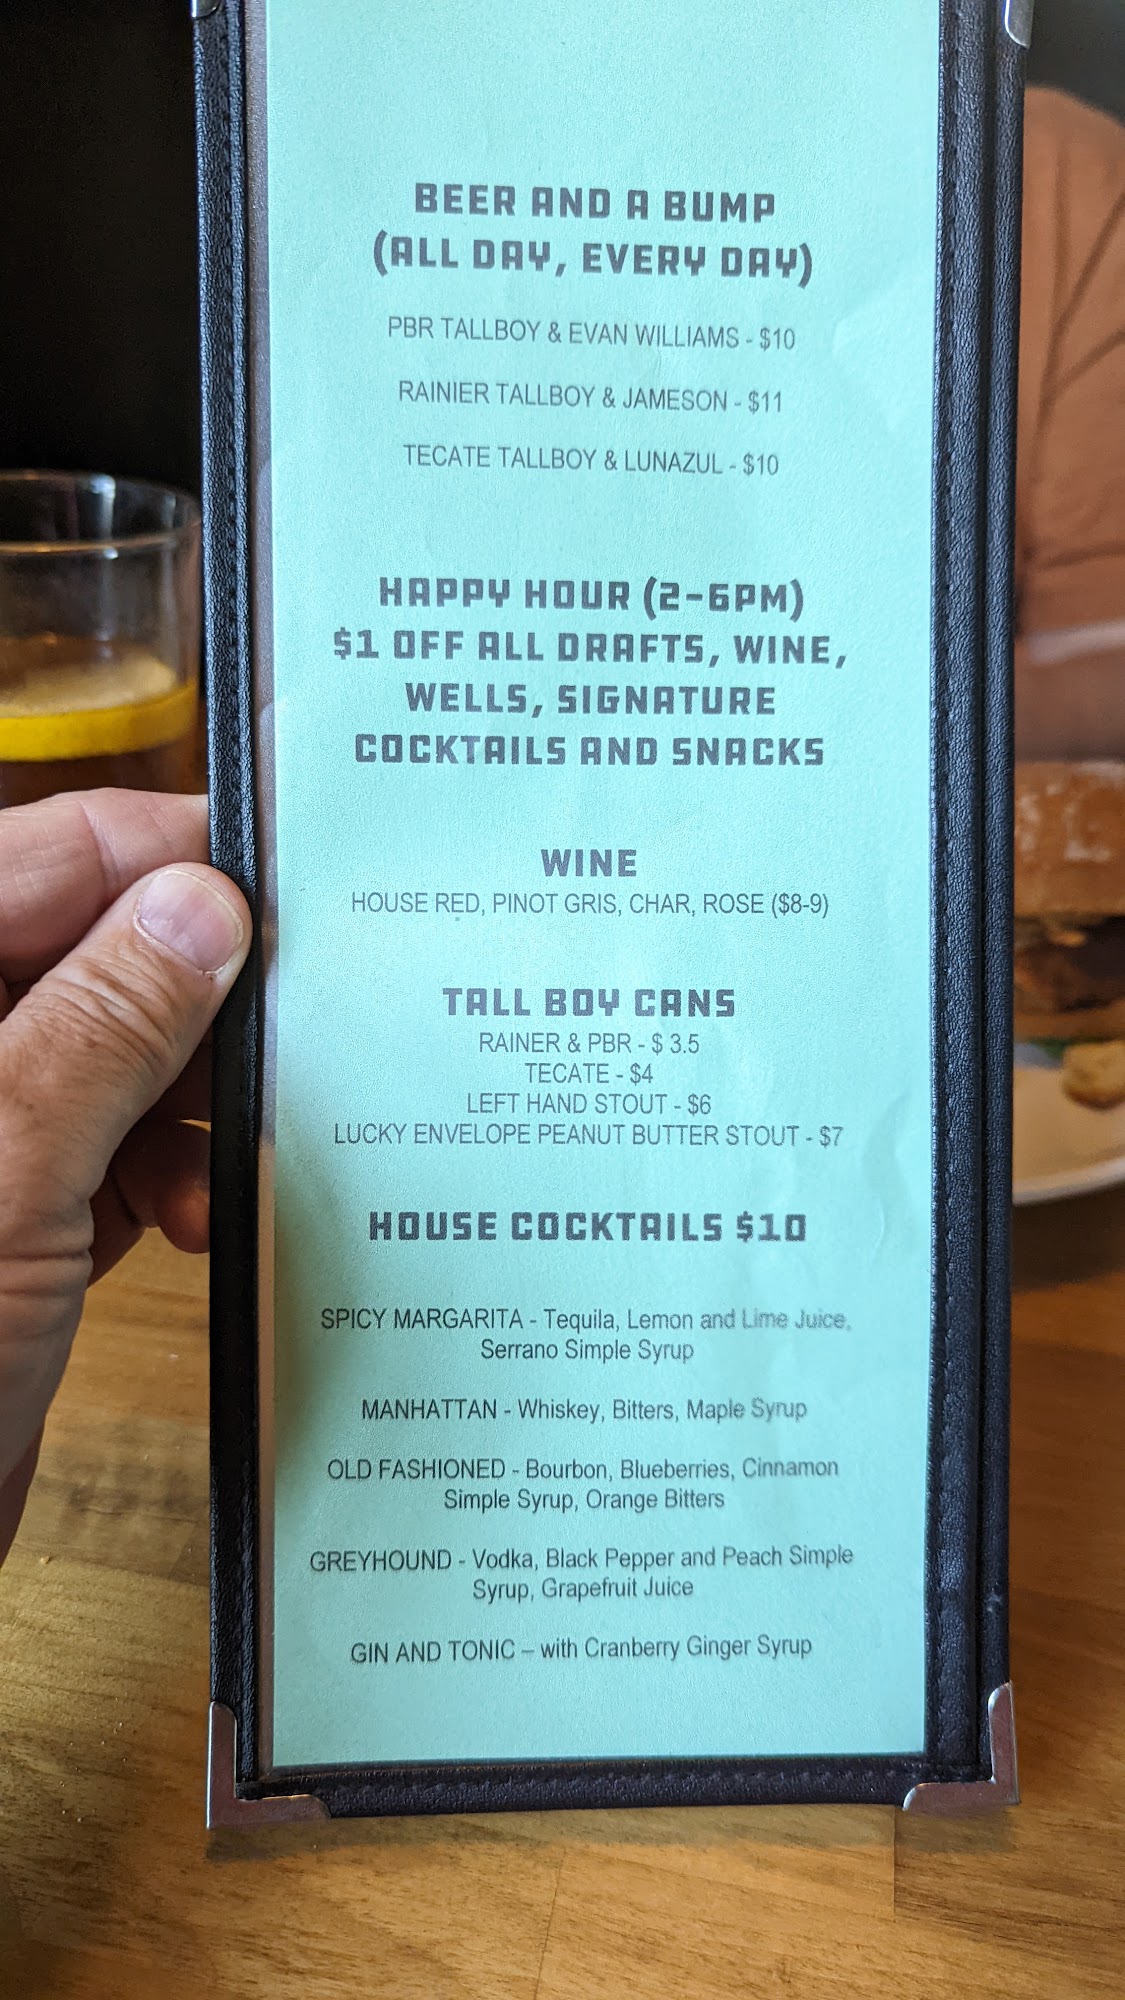 BEER AND A BUMP
(ALL DAY, EVERY DAY)
PBR TALLBOY & EVAN WILLIAMS - $10
RAINIER TALLBOY & JAMESON - $11
TECATE TALLBOY & LUNAZUL - $10
HAPPY HOUR (2-6PM)
$1 OFF ALL DRAFTS, WINE,
WELLS, SIGNATURE
COCKTAILS AND SNACKS
WINE
HOUSE RED, PINOT GRIS, CHAR, ROSE ($8-9)
TALL BOY CANS
RAINER & PBR - $ 3.5
TECATE - $4
LEFT HAND STOUT - $6
LUCKY ENVELOPE PEANUT BUTTER STOUT - $7
HOUSE COCKTAILS $10
SPICY MARGARITA - Tequila, Lemon and Lime Juice,
Serrano Simple Syrup
MANHATTAN - Whiskey, Bitters, Maple Syrup
OLD FASHIONED - Bourbon, Blueberries, Cinnamon
Simple Syrup, Orange Bitters
GREYHOUND - Vodka, Black Pepper and Peach Simple
Syrup, Grapefruit Juice
GIN AND TONIC – with Cranberry Ginger Syrup